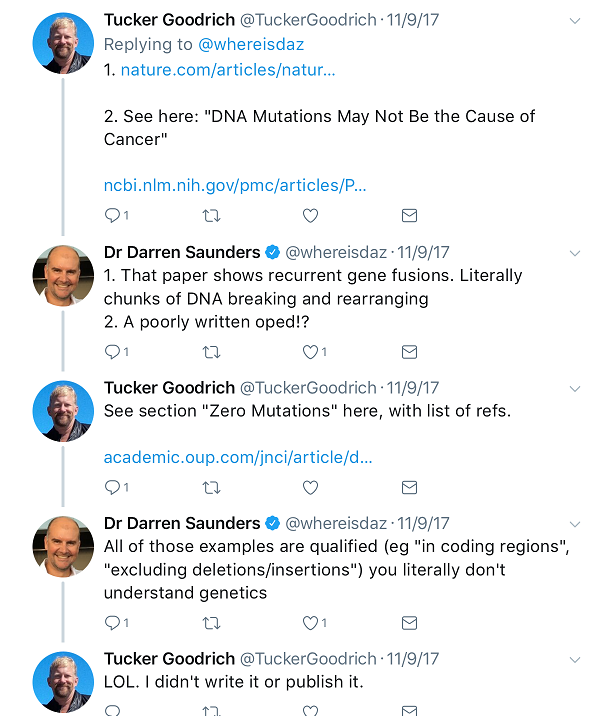 Tucker Goodrich @TuckerGoodrich · 11/9/17
Replying to @whereisdaz
1. nature.com/articles/natur...
2. See here: "DNA Mutations May Not Be the Cause of
Cancer"
ncbi.nlm.nih.gov/pmc/articles/P...
1
Dr Darren Saunders @whereisdaz · 11/9/17
1. That paper shows recurrent gene fusions. Literally
chunks of DNA breaking and rearranging
2. A poorly written oped!?
1 1
Tucker Goodrich @TuckerGoodrich · 11/9/17
See section "Zero Mutations" here, with list of refs.
academic.oup.com/jnci/article/d...
1
Dr Darren Saunders @whereisdaz · 11/9/17
All of those examples are qualified (eg "in coding regions",
"excluding deletions/insertions") you literally don't
understand genetics
1 1
Tucker Goodrich @TuckerGoodrich · 11/9/17
LOL. I didn't write it or publish it.